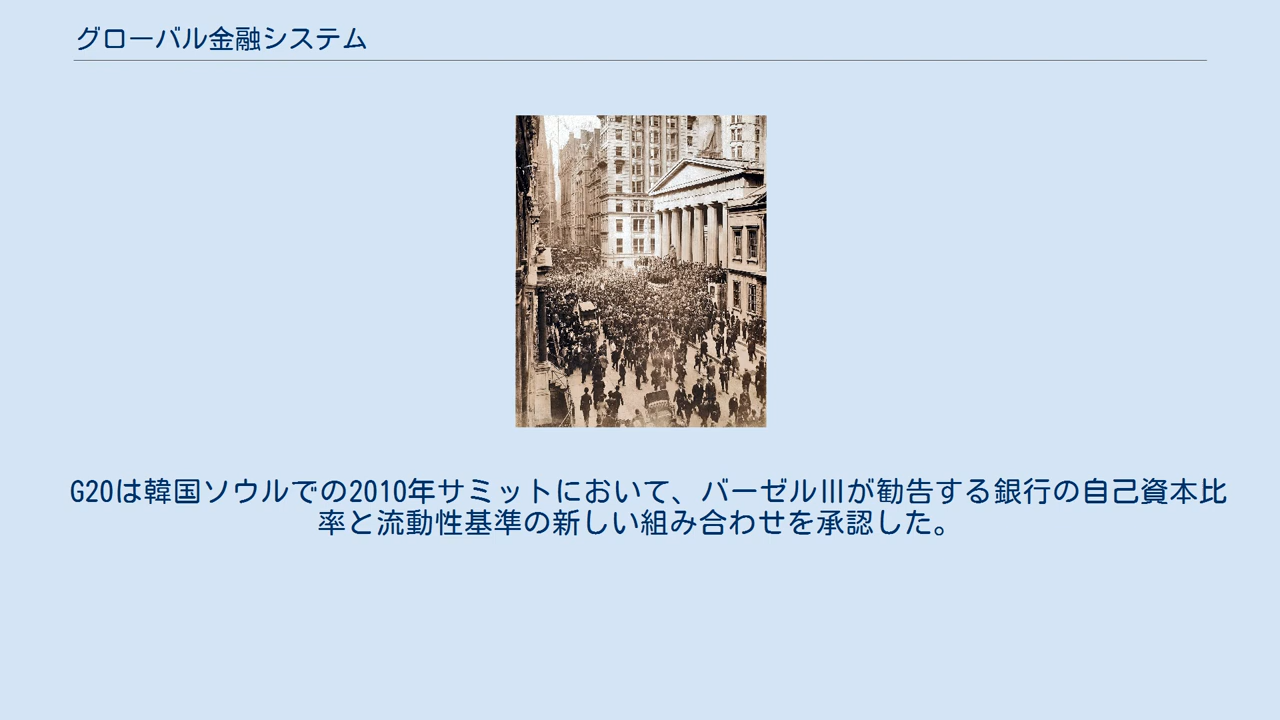 グローバル金融システム
G20は韓国ソウルでの2010年サミットにおいて、バーゼルIIIが勧告する銀行の自己資本比
率と流動性基準の新しい組み合わせを承認した。